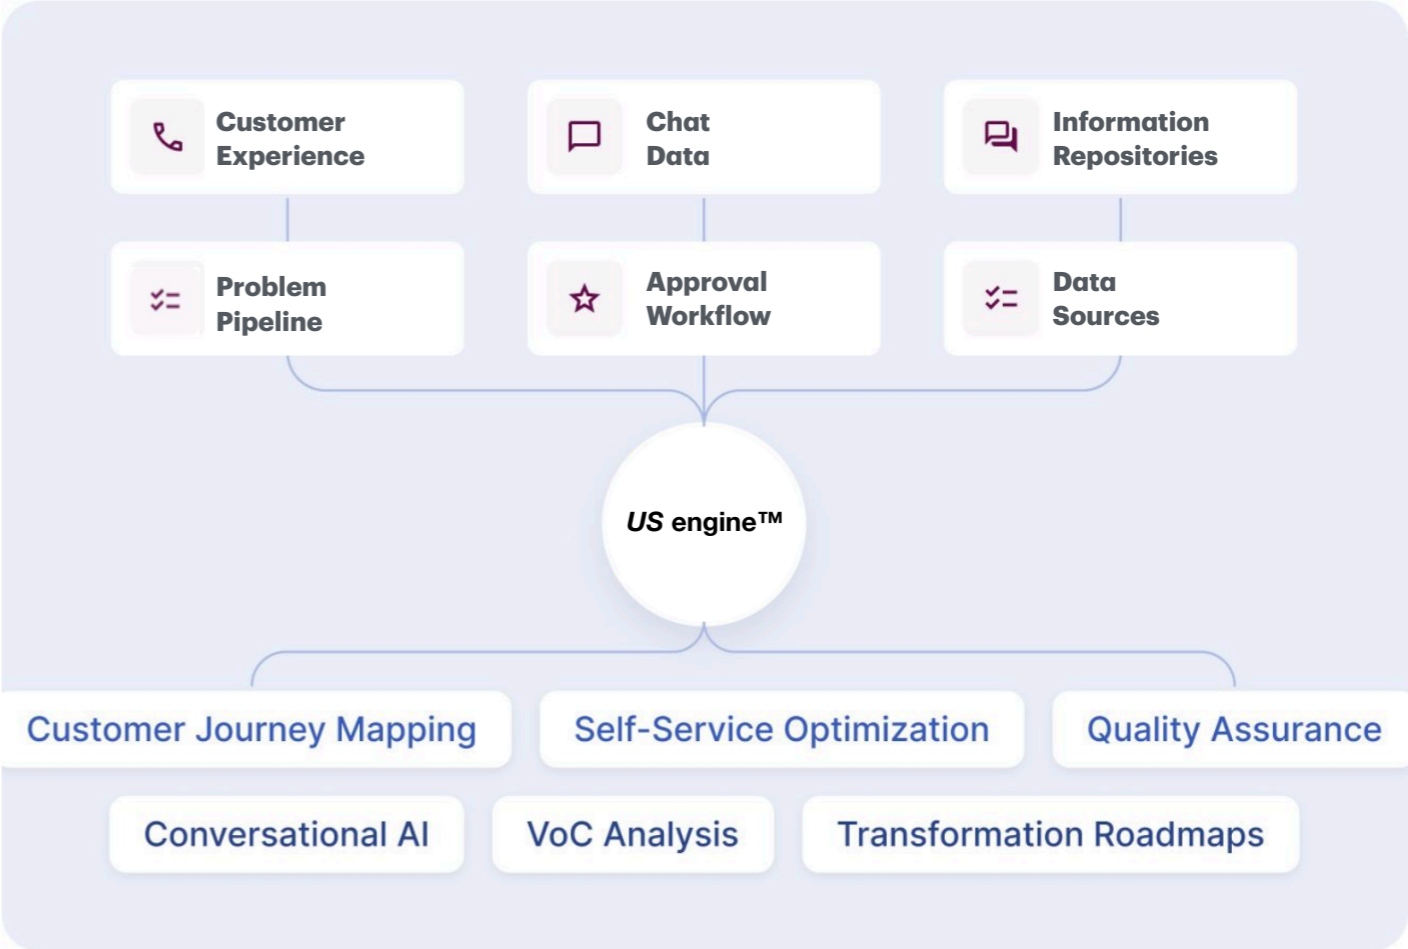 Customer
Experience
Chat
Data
Information
Repositories
Problem
Pipeline
Approval
Workflow
Data
Sources
US engine™
Customer Journey Mapping
Self-Service Optimization
Quality Assurance
Conversational AI
VoC Analysis
Transformation Roadmaps